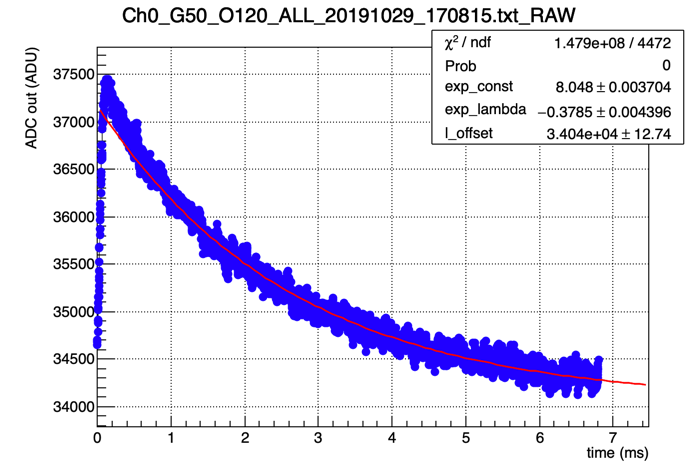 Ch0_G50_O120_ALL_20191029_170815.txt_RAW
χ² / ndf 1.479e+08 / 4472
Prob 0
exp_const 8.048 ± 0.003704
exp_lambda −0.3785 ± 0.004396
l_offset 3.404e+04 ± 12.74
ADC out (ADU)
37500
37000
36500
36000
35500
35000
34500
34000
0 1 2 3 4 5 6 7
time (ms)